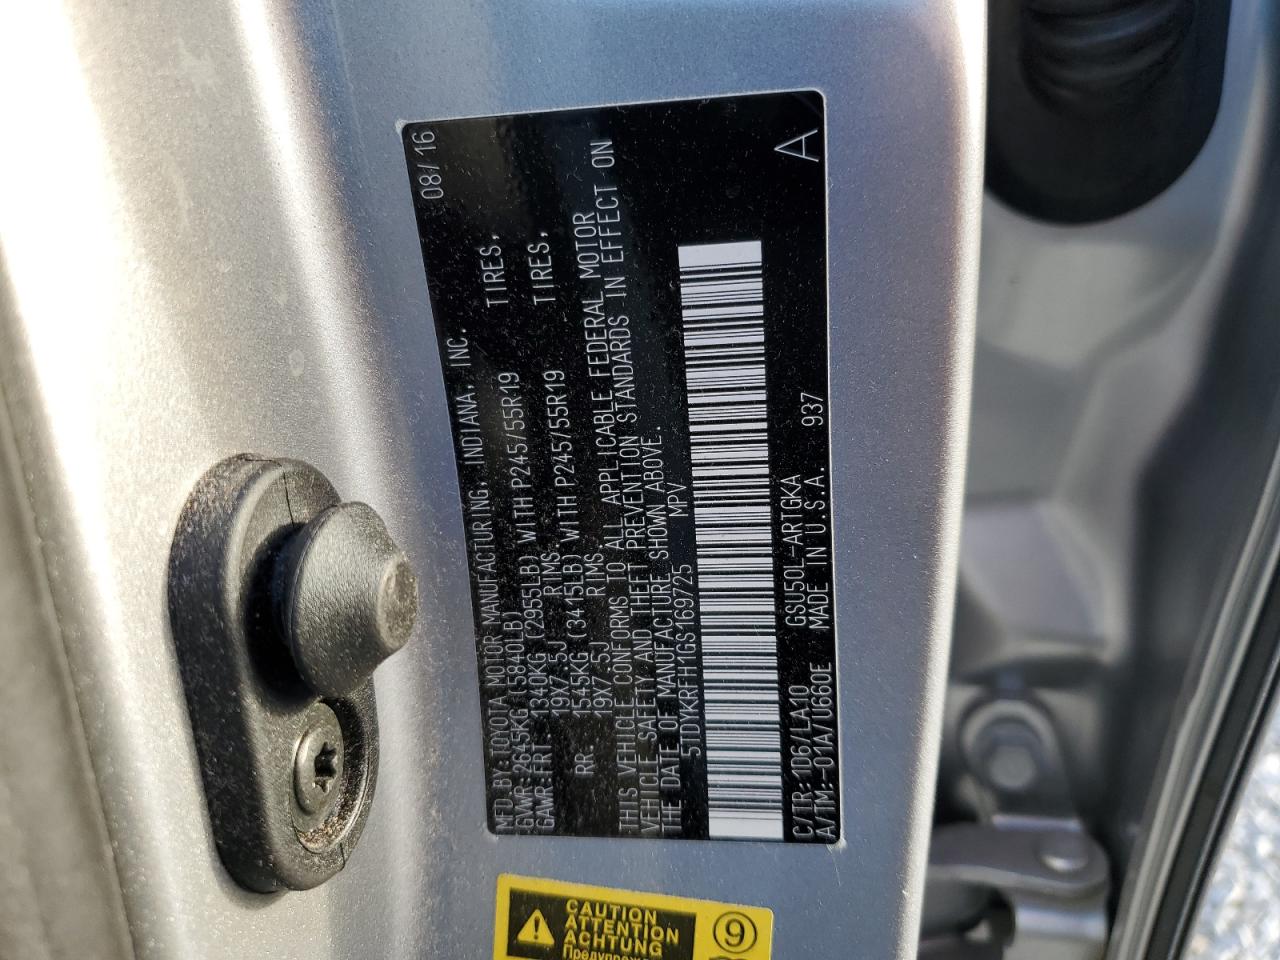 MFD. BY:TOYOTA MOTOR MANUFACTURING, INDIANA, INC. 08/16
GVWR 2645KG(5840LB)
GAWR FRT. 1340KG (2955LB) WITH P245/55R19 TIRES,
19X7.5J RIMS
RR. 1545KG (3415LB) WITH P245/55R19 TIRES,
19X7.5J RIMS
THIS VEHICLE CONFORMS TO ALL APPLICABLE FEDERAL MOTOR
VEHICLE SAFETY AND THEFT PREVENTION STANDARDS IN EFFECT ON
THE DATE OF MANUFACTURE SHOWN ABOVE.
5TDYKRFH1GS169725 MPV
C/TR:1D6/LA10 GSU50L-ARTGKA
A/TM:-01A/U660E MADE IN U.S.A. 937
A
CAUTION
ATTENTION
ACHTUNG
9